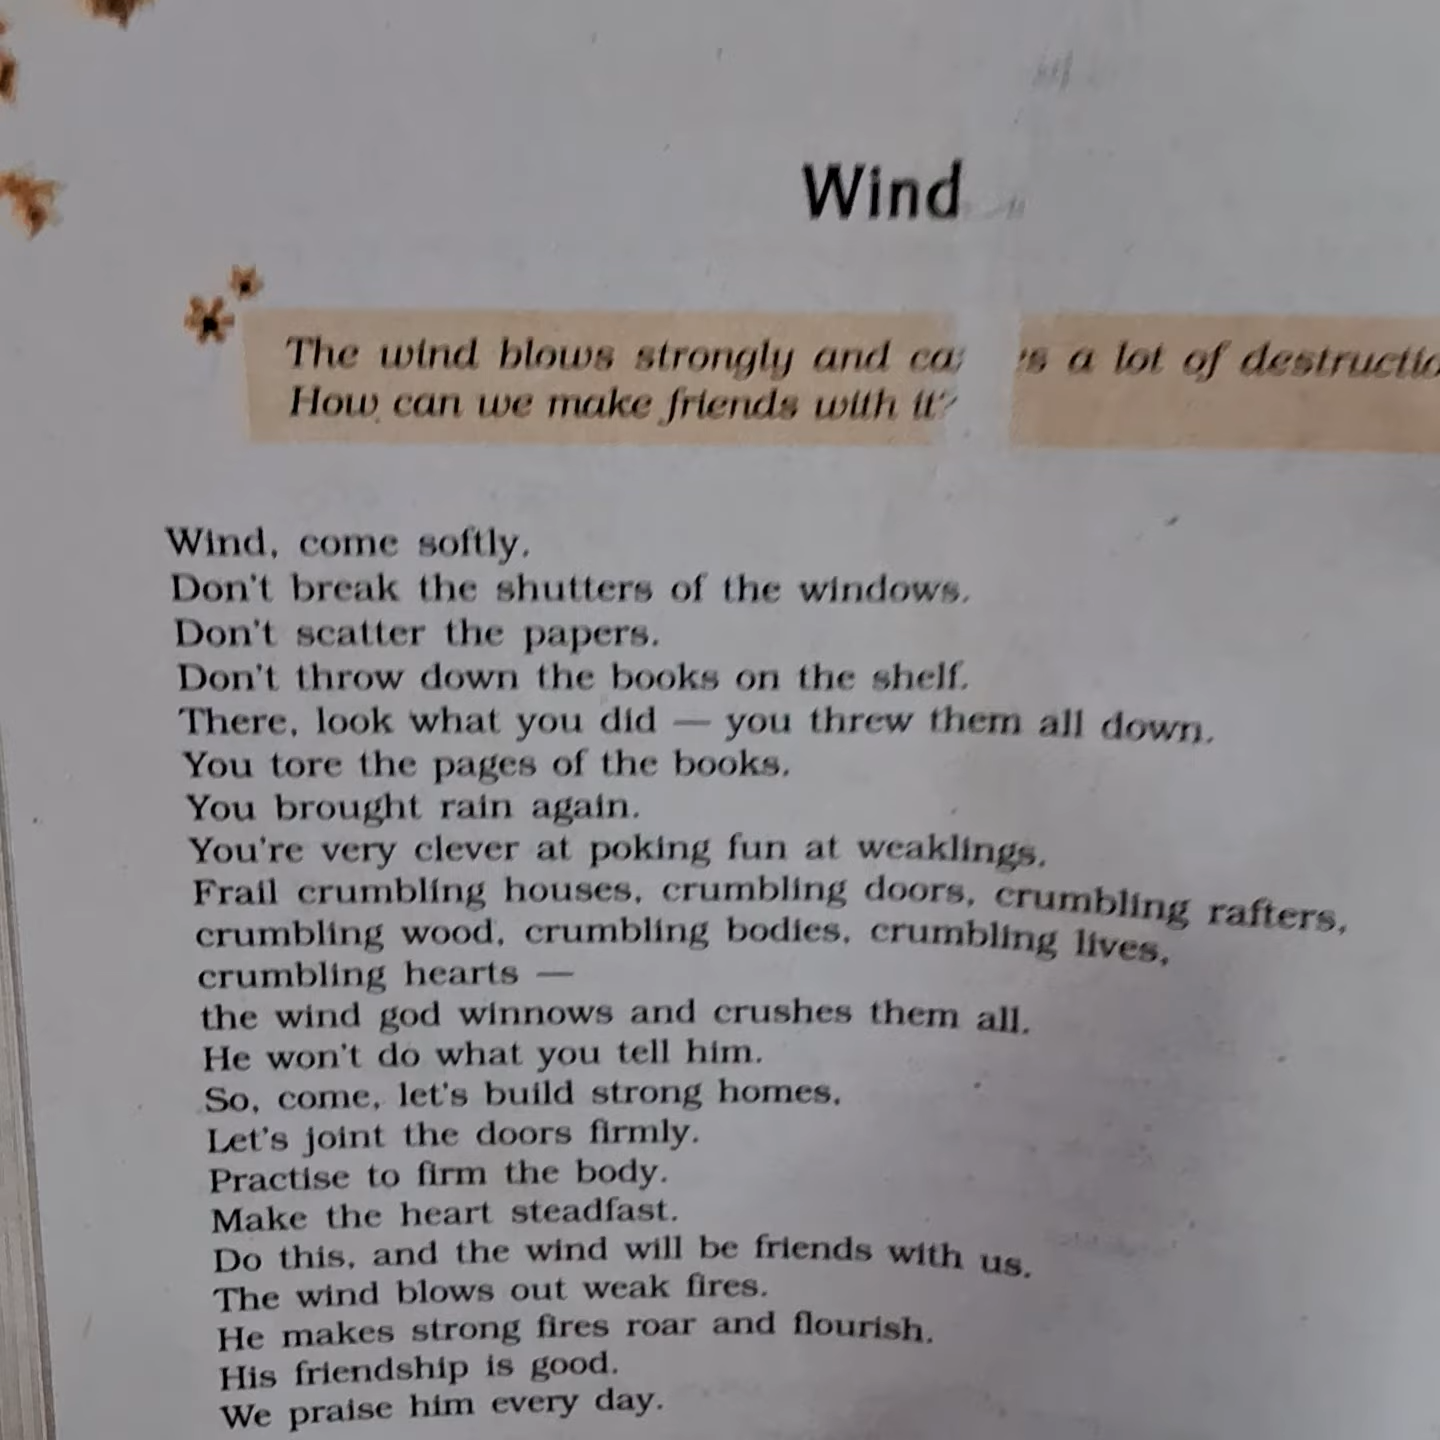 Wind
The wind blows strongly and a lot of
How can we make friends with it?
Wind, come softly.
Don't break the shutters of the windows.
Don't scatter the papers.
Don't throw down the books on the shelf.
There, look what you did — you threw them all down.
You tore the pages of the books.
You brought rain again.
You're very clever at poking fun at weaklings.
Frail crumbling houses, crumbling doors, crumbling rafters,
crumbling wood, crumbling bodies, crumbling lives,
crumbling hearts —
the wind god winnows and crushes them all.
He won't do what you tell him.
So, come, let's build strong homes,
Let's joint the doors firmly.
Practise to firm the body.
Make the heart steadfast.
Do this, and the wind will be friends with us.
The wind blows out weak fires.
He makes strong fires roar and flourish.
His friendship is good.
We praise him every day.